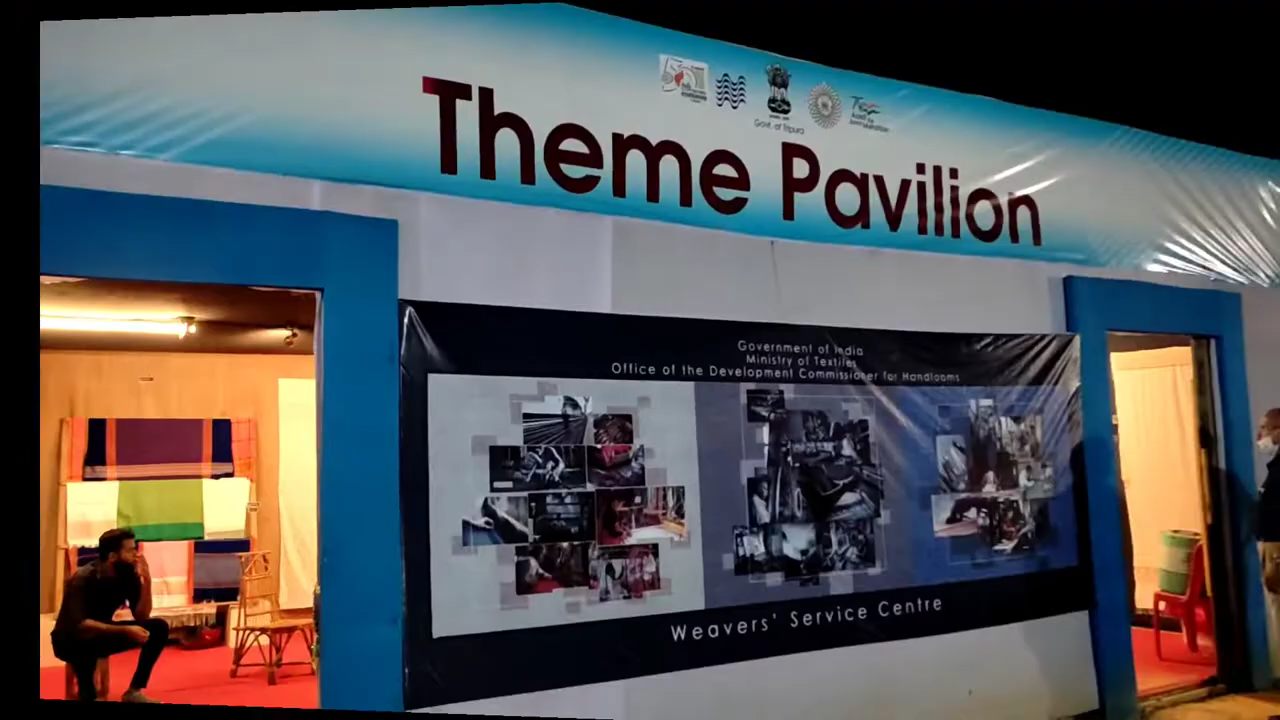 Govt. of Tripura
Theme Pavilion
Government of India
Ministry of Textiles
Office of the Development Commissioner for Handlooms
Weavers' Service Centre